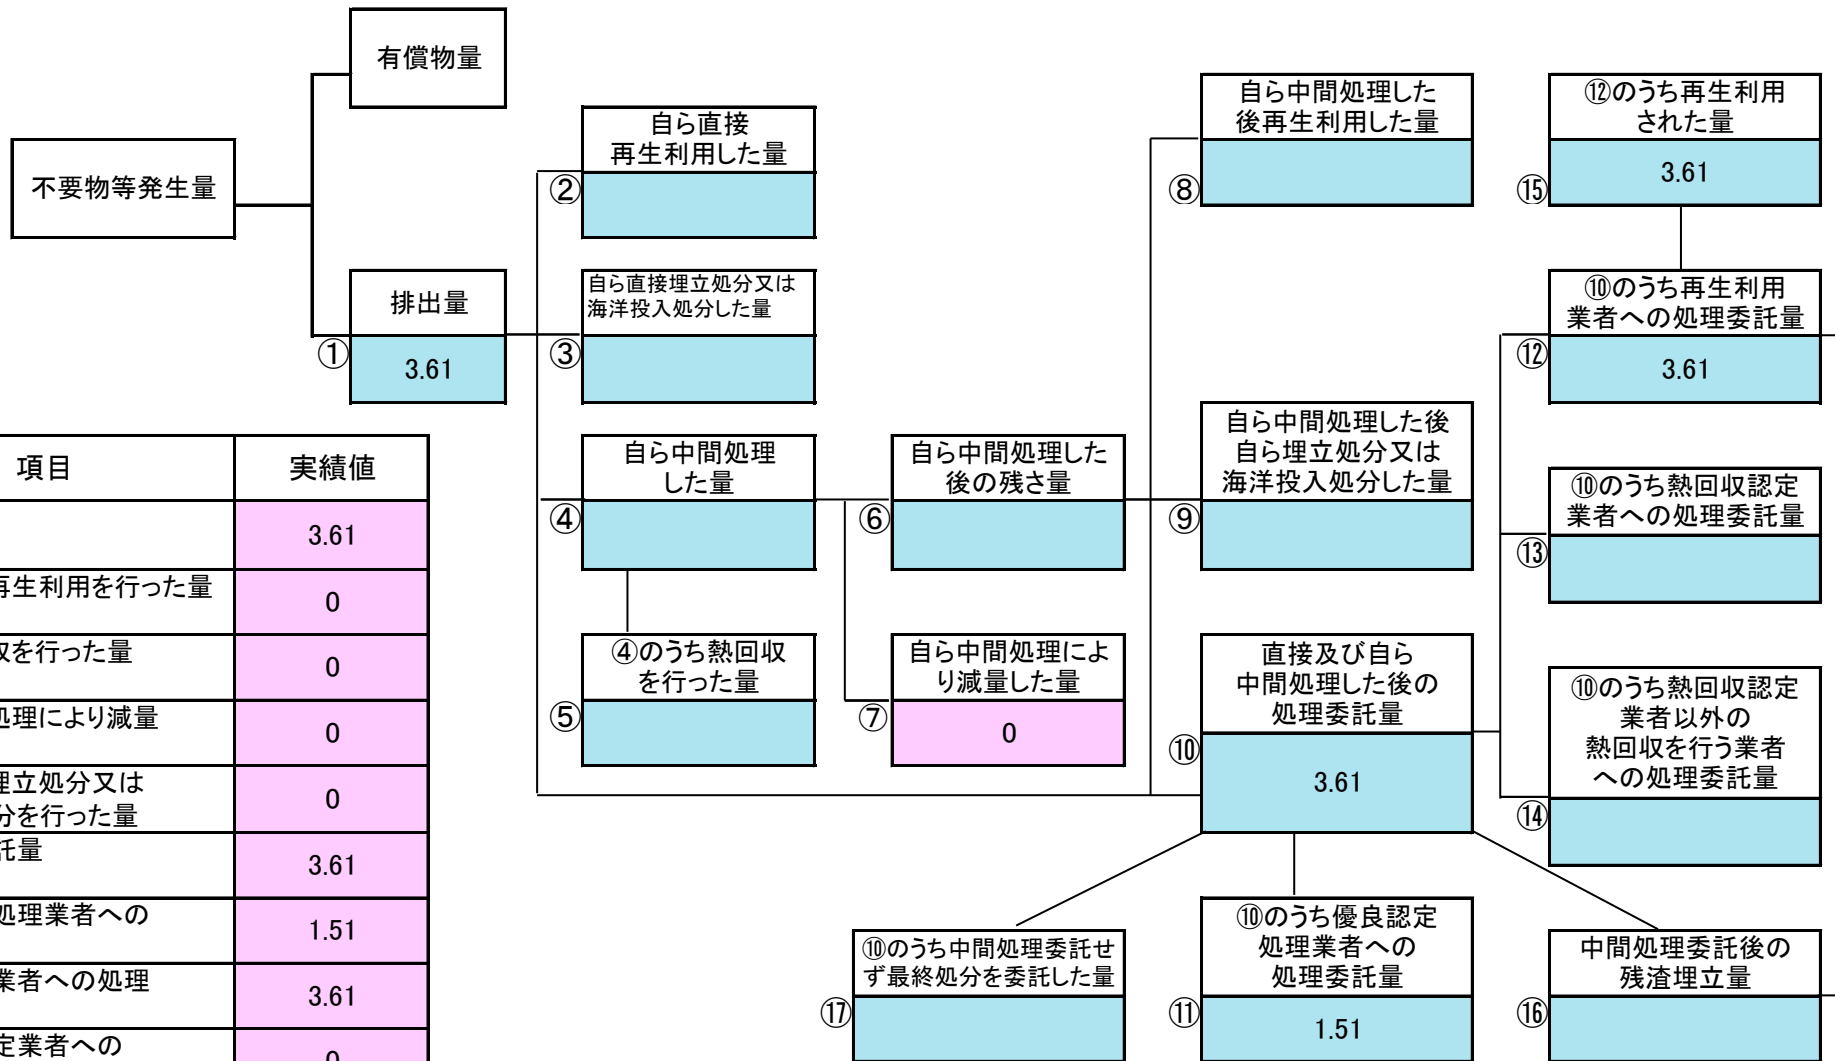 有償物量
不要物等発生量
排出量
①
3.61
自ら直接
再生利用した量
②
自ら直接埋立処分又は
海洋投入処分した量
③
自ら中間処理
した量
④
④のうち熱回収
を行った量
⑤
自ら中間処理した
後の残さ量
⑥
自ら中間処理によ
り減量した量
⑦
0
自ら中間処理した
後再生利用した量
⑧
自ら中間処理した後
自ら埋立処分又は
海洋投入処分した量
⑨
直接及び自ら
中間処理した後の
処理委託量
⑩
3.61
⑫のうち再生利用
された量
⑮
3.61
⑩のうち再生利用
業者への処理委託量
⑫
3.61
⑩のうち熱回収認定
業者への処理委託量
⑬
⑩のうち熱回収認定
業者以外の
熱回収を行う業者
への処理委託量
⑭
⑩のうち中間処理委託せ
ず最終処分を委託した量
⑰
⑩のうち優良認定
処理業者への
処理委託量
⑪
1.51
中間処理委託後の
残渣埋立量
⑯
項目 実績値
3.61
再生利用を行った量
0
を行った量
0
処理により減量
0
埋立処分又は
分を行った量
0
託量
3.61
処理業者への
1.51
業者への処理
3.61
定業者への
0